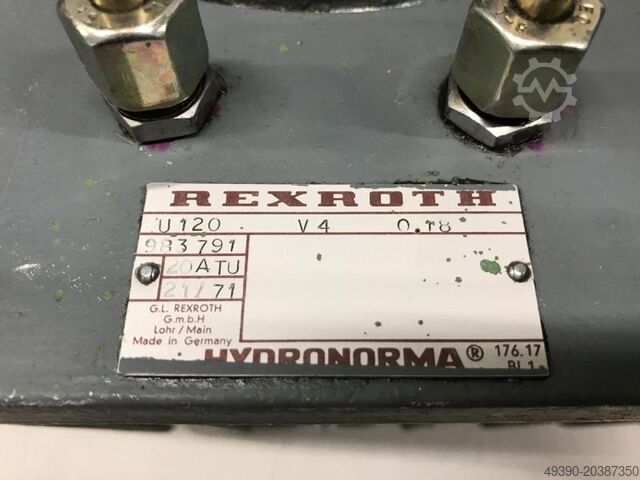 REXROTH
U120 V4 0.18
983791
20ATU
21/71
G.L. REXROTH
G.m.b.H
Lohr/Main
Made in Germany
HYDRONORMA® 176.17
Bl.1
49390-20387350